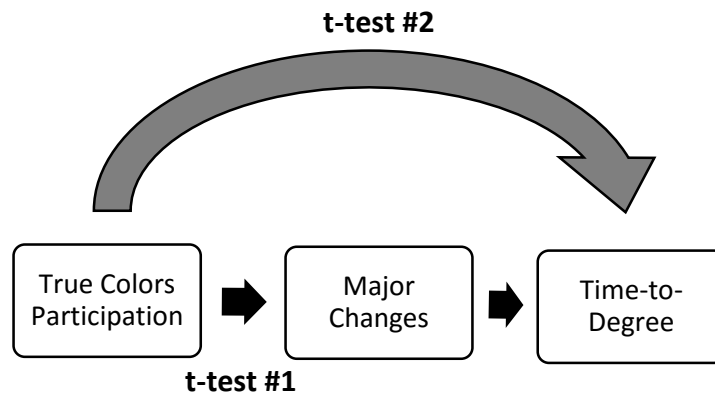 t-test #2
True Colors
Participation
Major
Changes
Time-to-
Degree
t-test #1